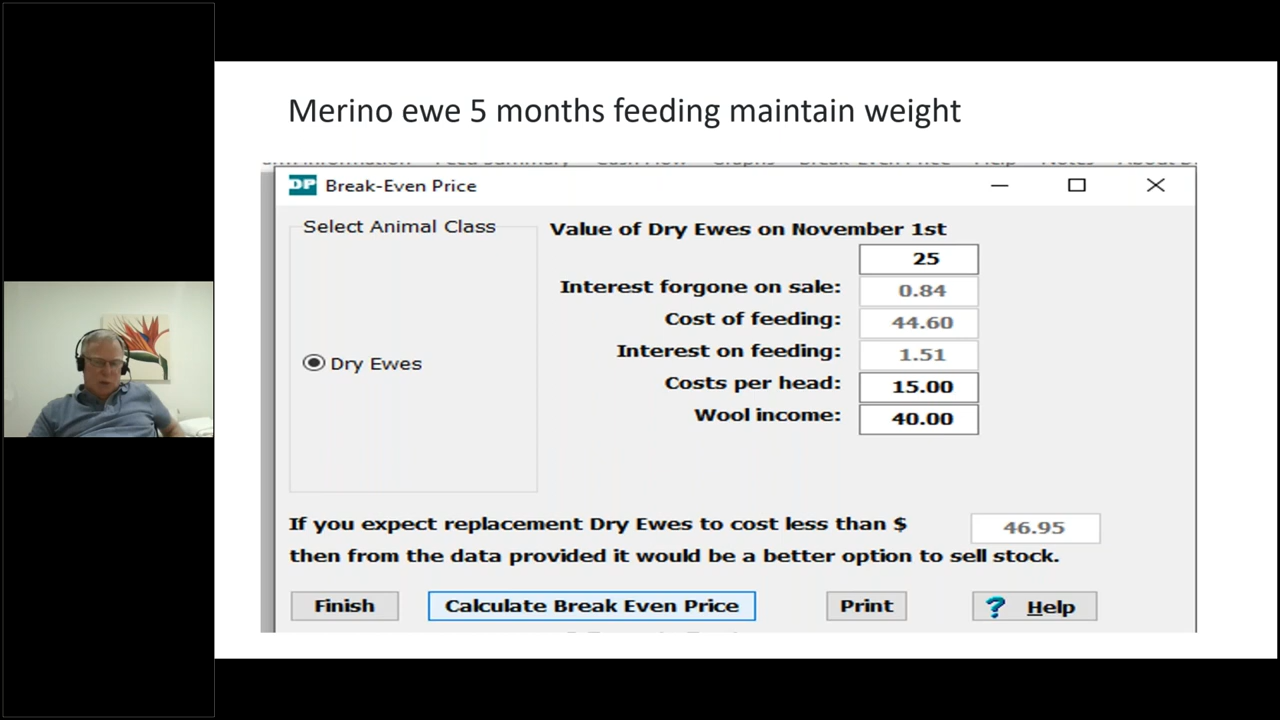 Merino ewe 5 months feeding maintain weight
DP Break-Even Price
Select Animal Class
Dry Ewes
Value of Dry Ewes on November 1st
25
Interest forgone on sale: 0.84
Cost of feeding: 44.60
Interest on feeding: 1.51
Costs per head: 15.00
Wool income: 40.00
If you expect replacement Dry Ewes to cost less than $ 46.95
then from the data provided it would be a better option to sell stock.
Finish Calculate Break Even Price Print ? Help